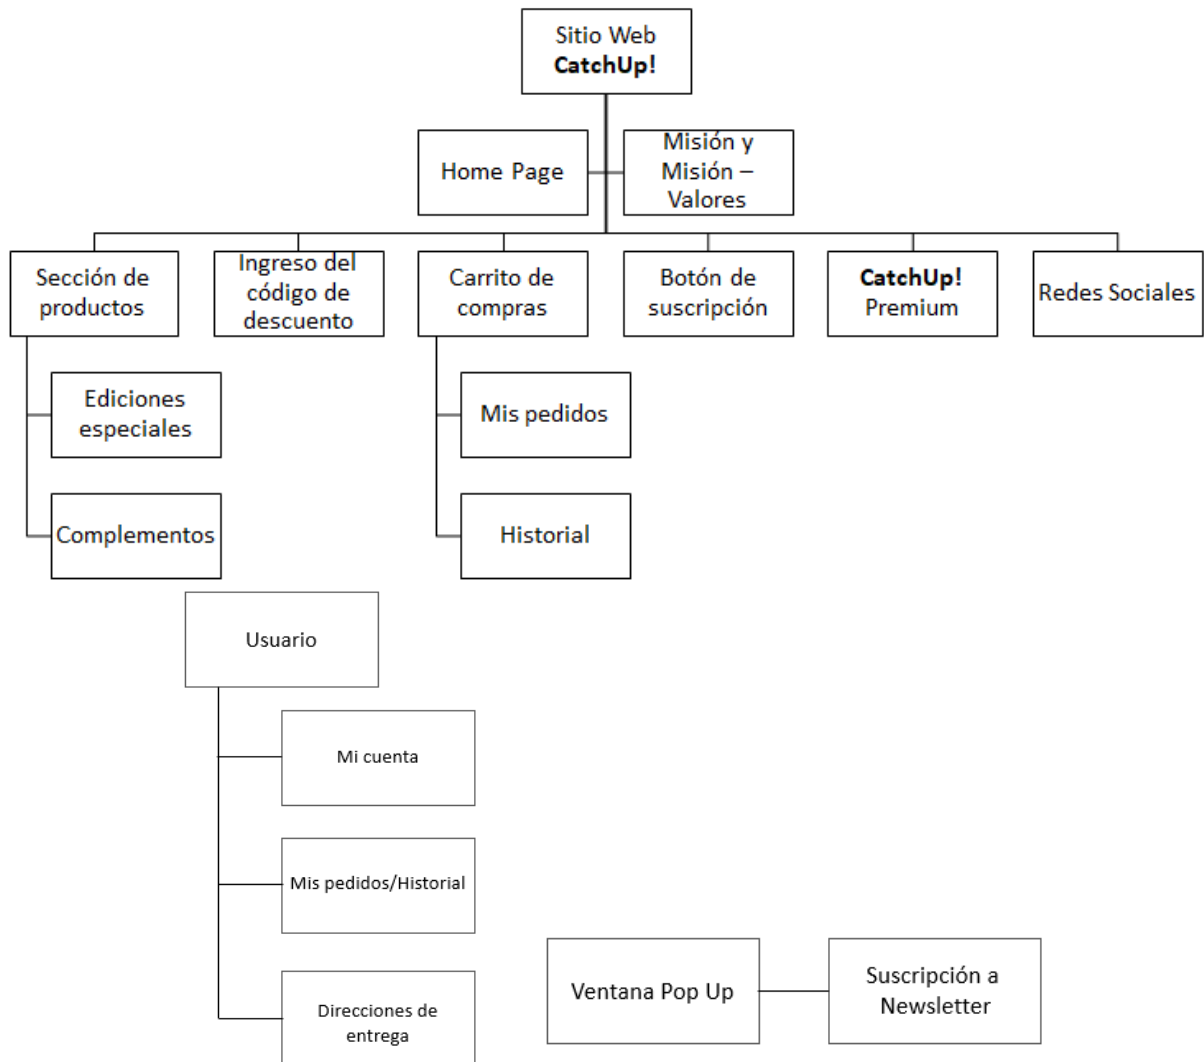 Sitio Web
CatchUp!
Home Page
Misión y
Misión –
Valores
Sección de
productos
Ingreso del
código de
descuento
Carrito de
compras
Botón de
suscripción
CatchUp!
Premium
Redes Sociales
Ediciones
especiales
Mis pedidos
Complementos
Historial
Usuario
Mi cuenta
Mis pedidos/Historial
Direcciones de
entrega
Ventana Pop Up
Suscripción a
Newsletter